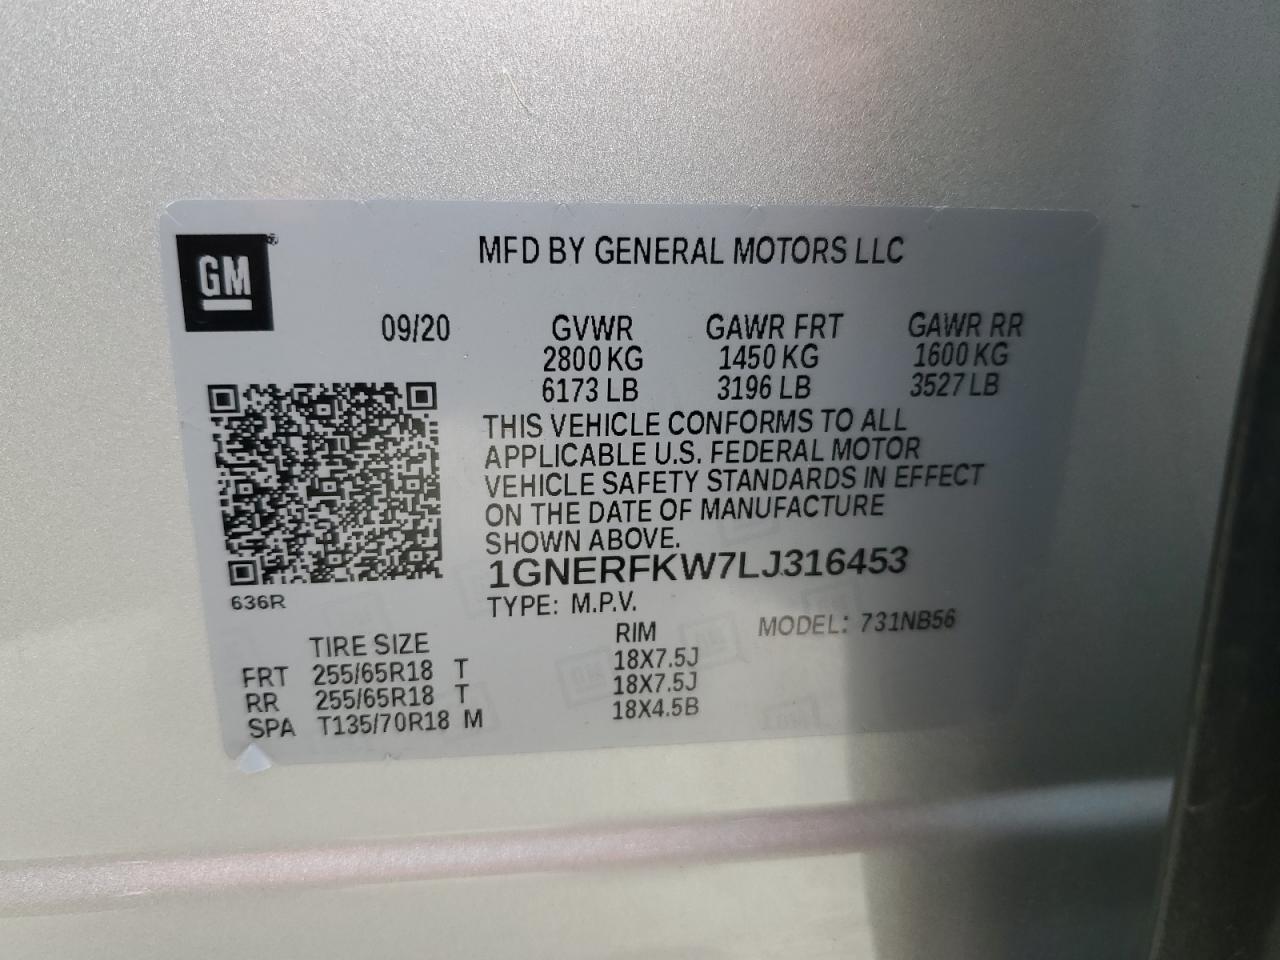 GM®
MFD BY GENERAL MOTORS LLC
09/20 GVWR GAWR FRT GAWR RR
2800 KG 1450 KG 1600 KG
6173 LB 3196 LB 3527 LB
THIS VEHICLE CONFORMS TO ALL
APPLICABLE U.S. FEDERAL MOTOR
VEHICLE SAFETY STANDARDS IN EFFECT
ON THE DATE OF MANUFACTURE
SHOWN ABOVE.
1GNERFKW7LJ316453
636R
TYPE: M.P.V. MODEL: 731NB56
TIRE SIZE RIM
FRT 255/65R18 T 18X7.5J
RR 255/65R18 T 18X7.5J
SPA T135/70R18 M 18X4.5B